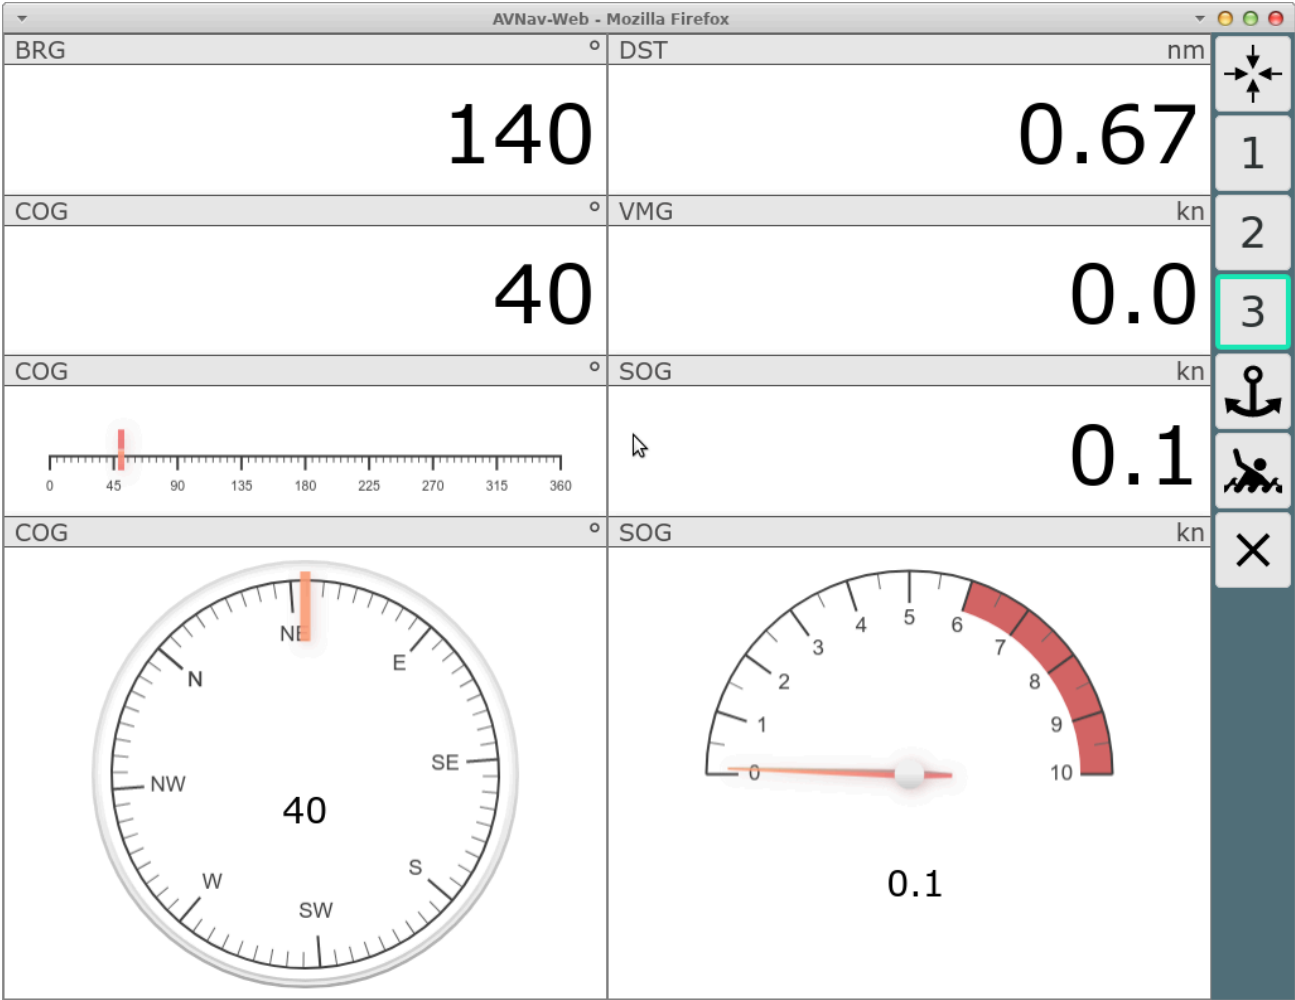 AVNav-Web - Mozilla Firefox
BRG °
140
DST nm
0.67
COG °
40
VMG kn
0.0
COG °
0 45 90 135 180 225 270 315 360
SOG kn
0.1
COG °
NE
E
N
SE
NW
40
S
W
SW
SOG kn
0 1 2 3 4 5 6 7 8 9 10
0.1
1
2
3